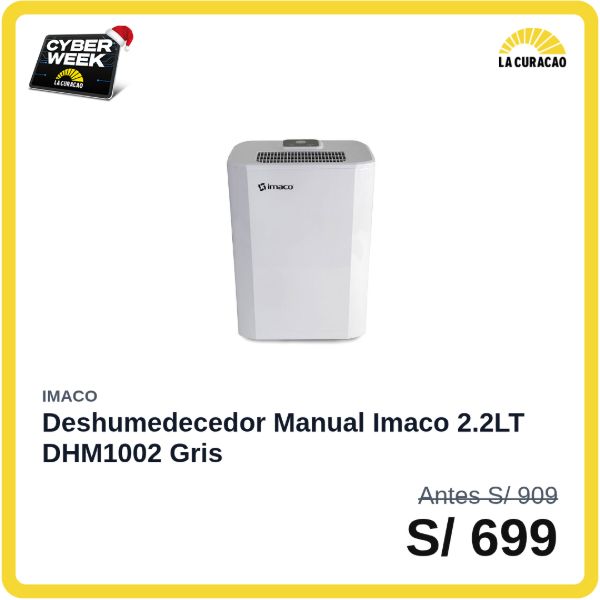 CYBER
WEEK
LA CURACAO
LA CURACAO
imaco
IMACO
Deshumedecedor Manual Imaco 2.2LT
DHM1002 Gris
Antes S/ 909
S/ 699